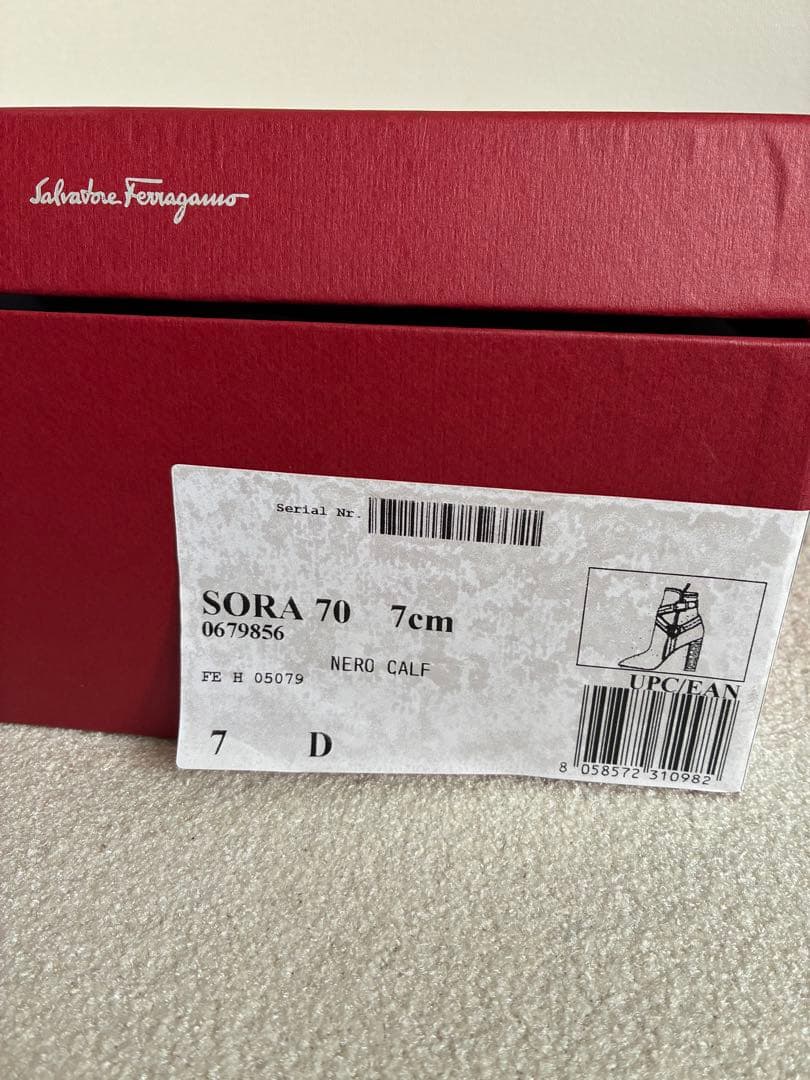 Salvatore Ferragamo
Serial Nr.
SORA 70 7cm
0679856
NERO CALF
FE H 05079
UPC/EAN
7 D
8 058572 310982